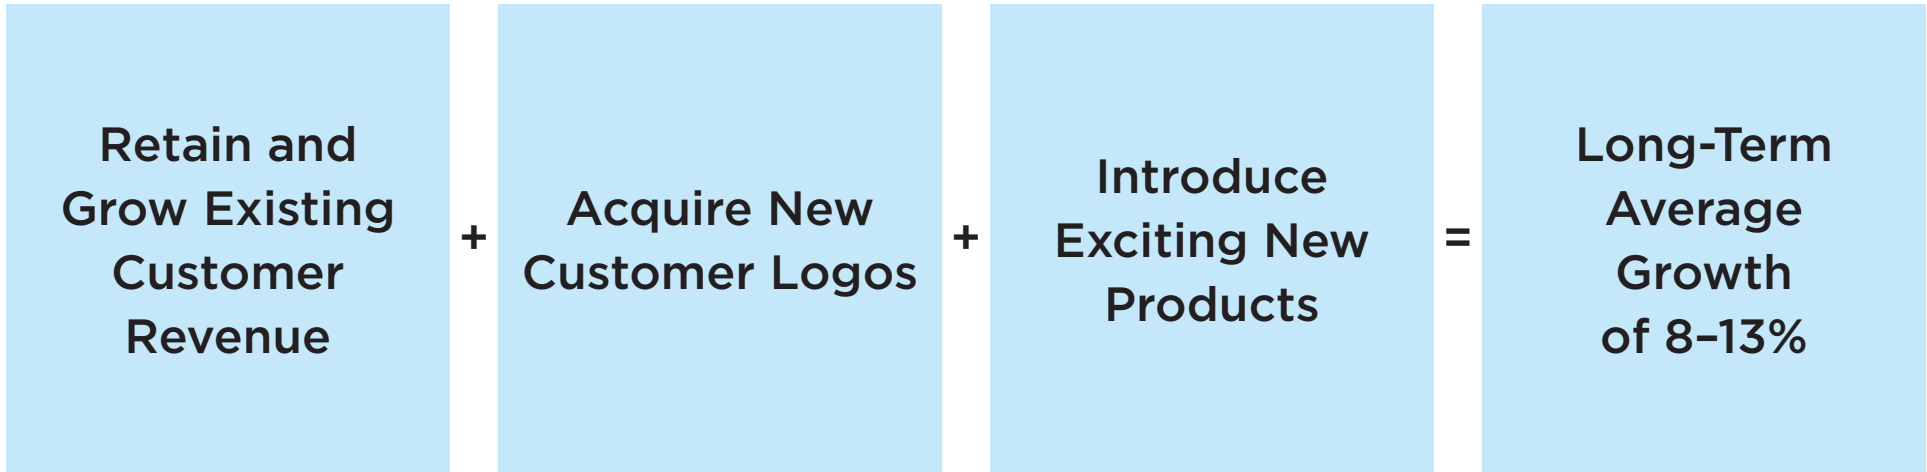 Retain and
Grow Existing
Customer
Revenue
+
Acquire New
Customer Logos
+
Introduce
Exciting New
Products
=
Long-Term
Average
Growth
of 8–13%